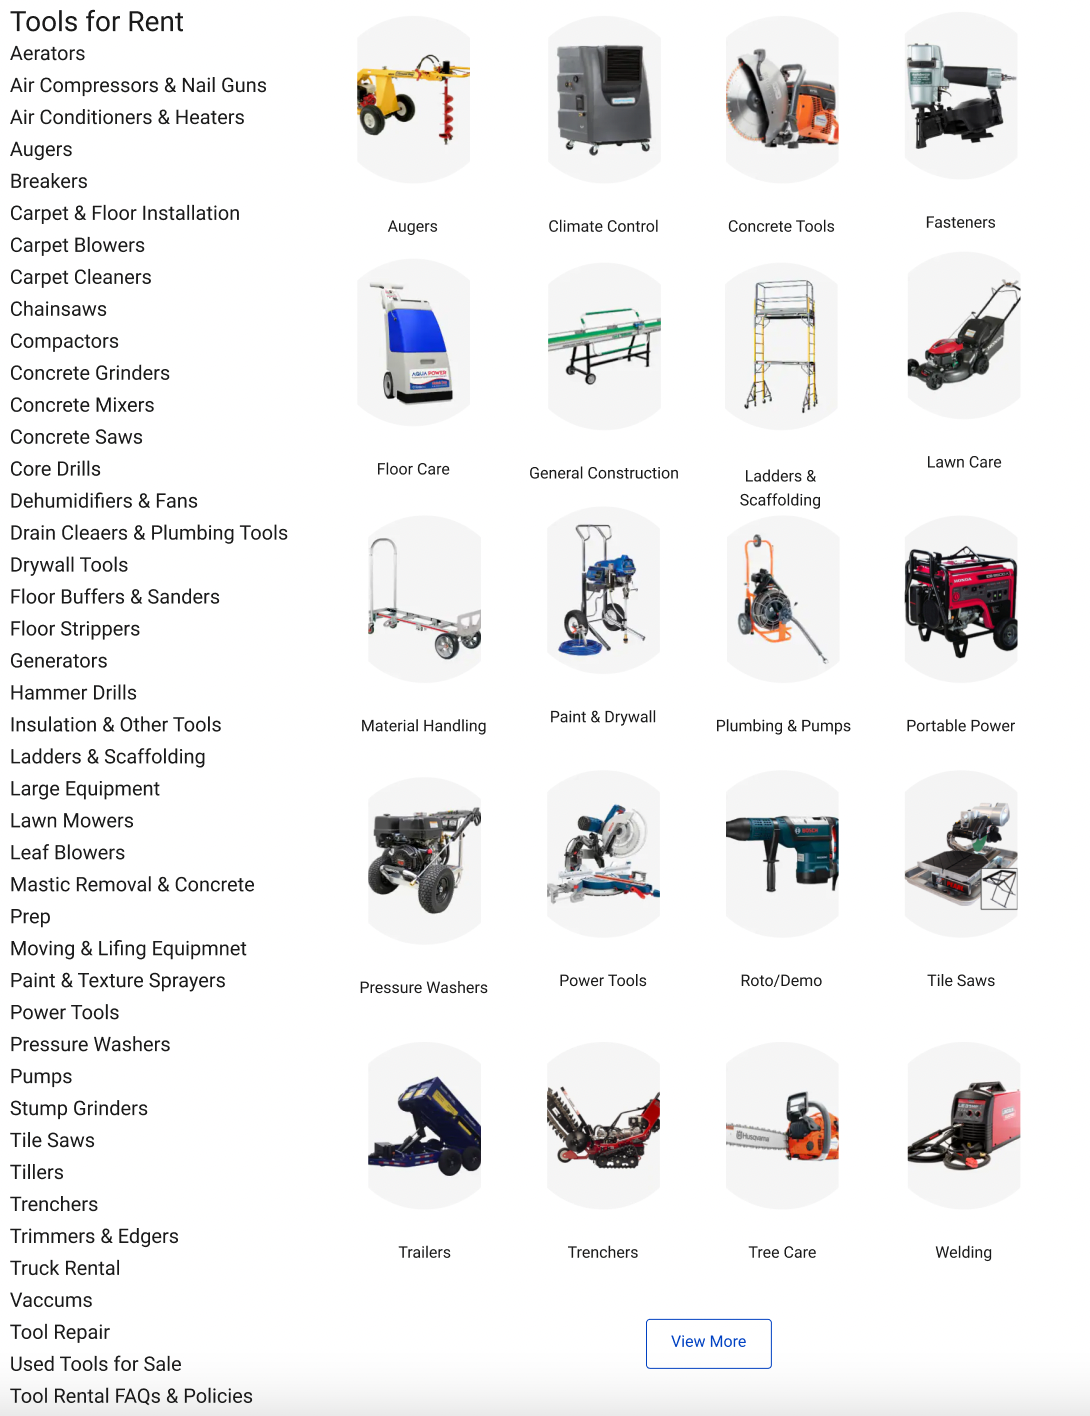 Tools for Rent
Aerators
Air Compressors & Nail Guns
Air Conditioners & Heaters
Augers
Breakers
Carpet & Floor Installation
Carpet Blowers
Carpet Cleaners
Chainsaws
Compactors
Concrete Grinders
Concrete Mixers
Concrete Saws
Core Drills
Dehumidifiers & Fans
Drain Cleaers & Plumbing Tools
Drywall Tools
Floor Buffers & Sanders
Floor Strippers
Generators
Hammer Drills
Insulation & Other Tools
Ladders & Scaffolding
Large Equipment
Lawn Mowers
Leaf Blowers
Mastic Removal & Concrete
Prep
Moving & Lifing Equipmnet
Paint & Texture Sprayers
Power Tools
Pressure Washers
Pumps
Stump Grinders
Tile Saws
Tillers
Trenchers
Trimmers & Edgers
Truck Rental
Vaccums
Tool Repair
Used Tools for Sale
Tool Rental FAQs & Policies
Augers
Climate Control
Concrete Tools
Fasteners
AQUA POWER
Floor Care
General Construction
Ladders &
Scaffolding
Lawn Care
Material Handling
Paint & Drywall
Plumbing & Pumps
HONDA
Portable Power
Pressure Washers
Power Tools
BOSCH
Roto/Demo
Tile Saws
Trailers
Trenchers
Husqvarna
Tree Care
Welding
View More